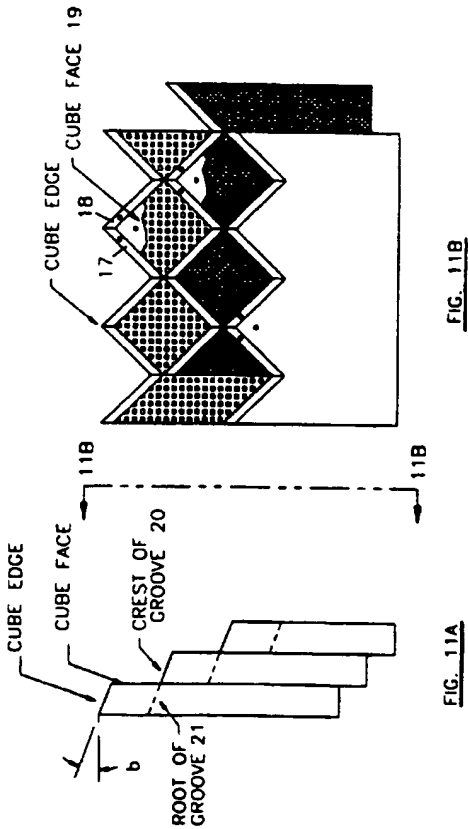 CUBE EDGE
CUBE FACE
CREST OF
GROOVE 20
ROOT OF
GROOVE 21
b
FIG. 11A
11B
11B
CUBE EDGE
17
18
CUBE FACE 19
FIG. 11B